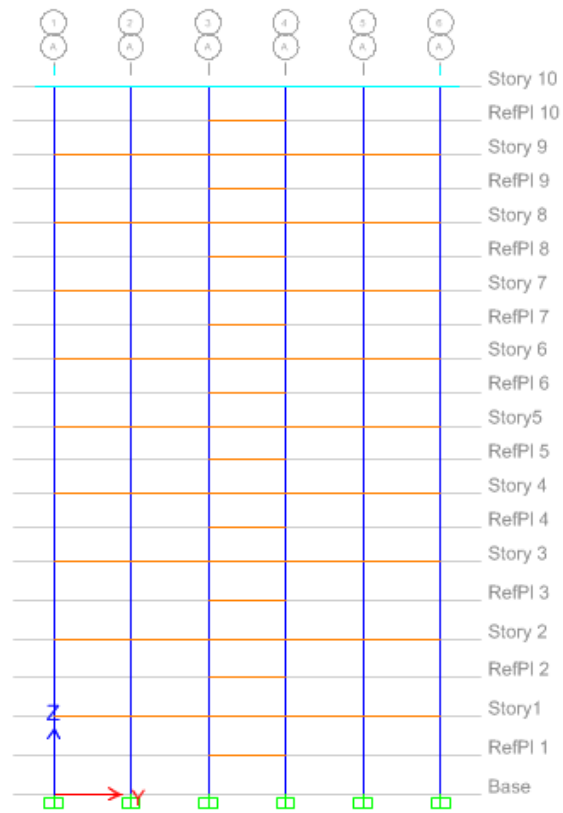 1 2 3 4 5 6
A A A A A A
Story 10
RefPl 10
Story 9
RefPl 9
Story 8
RefPl 8
Story 7
RefPl 7
Story 6
RefPl 6
Story5
RefPl 5
Story 4
RefPl 4
Story 3
RefPl 3
Story 2
RefPl 2
Z
Story1
RefPl 1
Y
Base